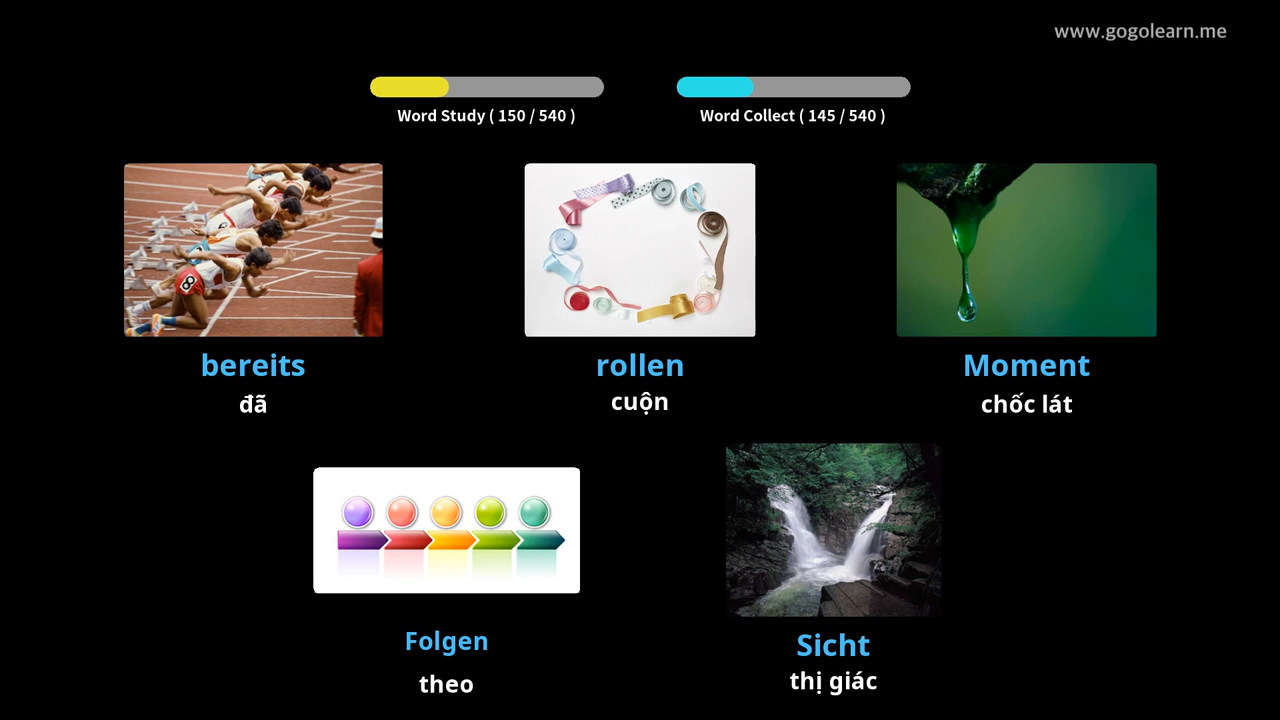 www.gogolearn.me
Word Study ( 150 / 540 )
Word Collect ( 145 / 540 )
bereits
đã
rollen
cuộn
Moment
chốc lát
Folgen
theo
Sicht
thị giác